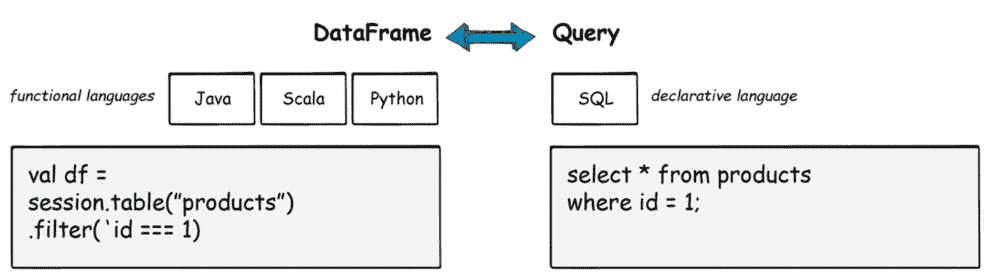 DataFrame Query
functional languages Java Scala Python SQL declarative language
val df =
session.table("products")
.filter(`id === 1)
select * from products
where id = 1;